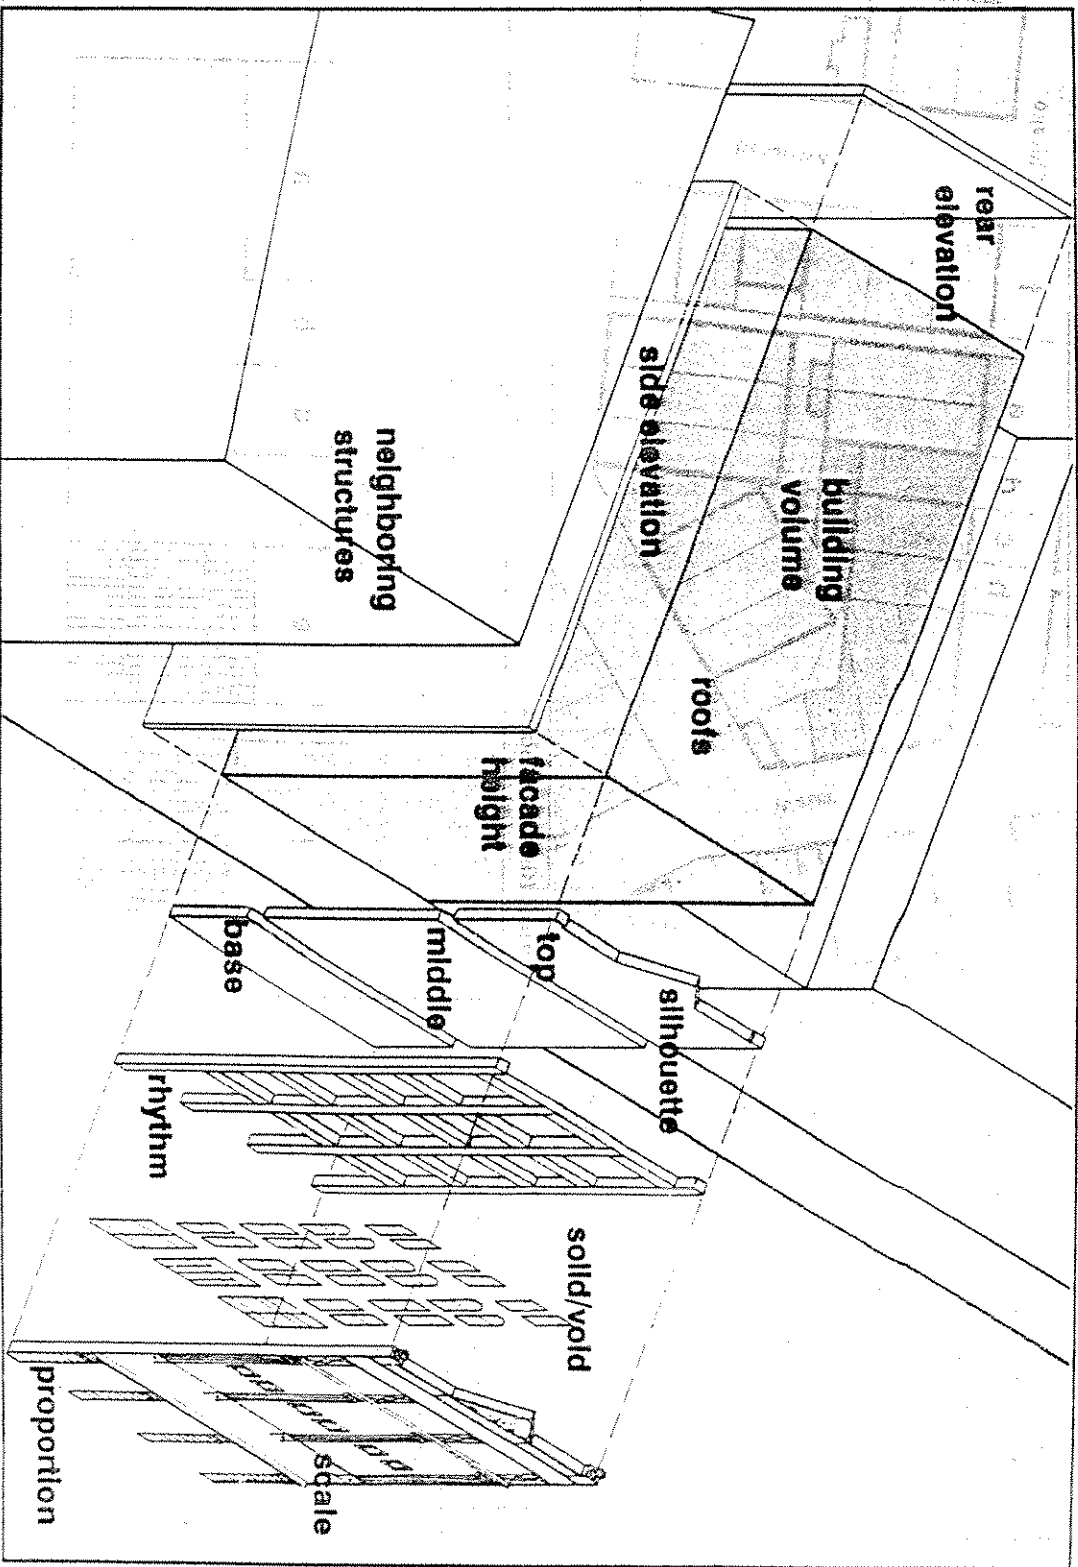 rear
elevation
building
volume
side elevation
roofs
neighboring
structures
facade
height
silhouette
top
middle
base
rhythm
solid/void
scale
proportion